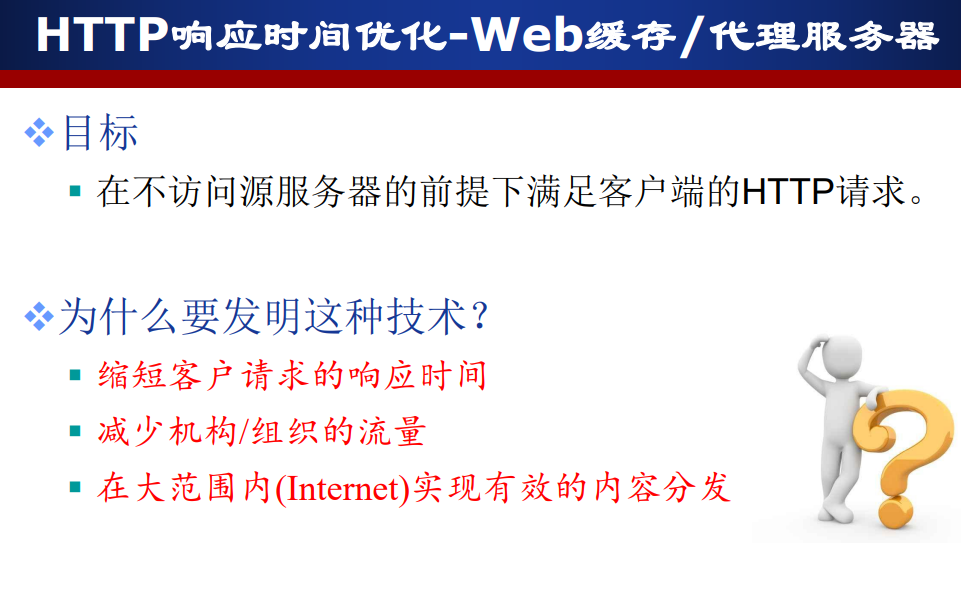 HTTP响应时间优化-Web缓存/代理服务器
目标
在不访问源服务器的前提下满足客户端的HTTP请求。
为什么要发明这种技术？
缩短客户请求的响应时间
减少机构/组织的流量
在大范围内(Internet)实现有效的内容分发